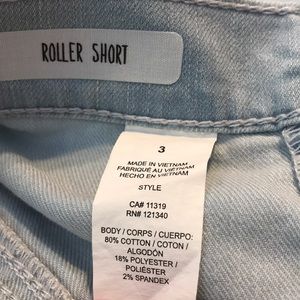 ROLLER SHORT
3
MADE IN VIETNAM
FABRIQUÉ AU VIETNAM
HECHO EN VIETNAM
STYLE
CA# 11319
RN# 121340
BODY / CORPS / CUERPO:
80% COTTON / COTON /
ALGODÓN
18% POLYESTER /
POLIÉSTER
2% SPANDEX